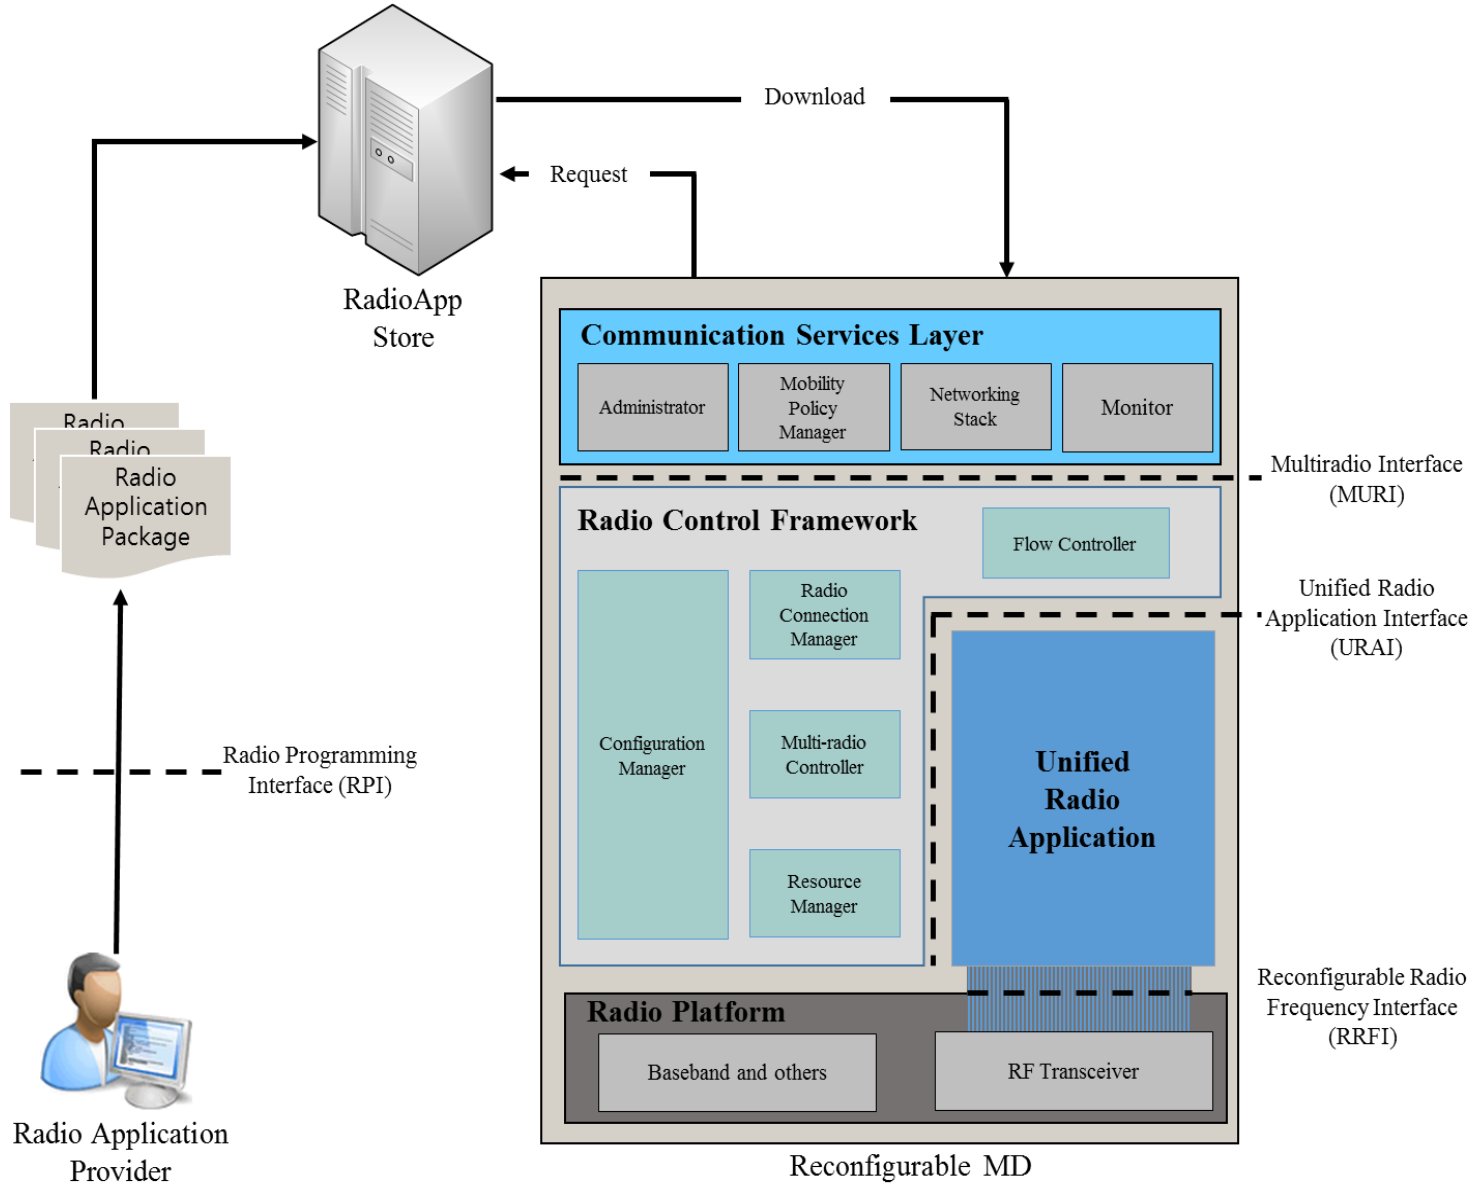 Download
Request
RadioApp
Store
Radio
Radio
Radio
Application
Package
Radio Programming
Interface (RPI)
Radio Application
Provider
Communication Services Layer
Administrator
Mobility
Policy
Manager
Networking
Stack
Monitor
Multiradio Interface
(MURI)
Radio Control Framework
Flow Controller
Configuration
Manager
Radio
Connection
Manager
Multi-radio
Controller
Resource
Manager
Unified Radio
Application Interface
(URAI)
Unified
Radio
Application
Reconfigurable Radio
Frequency Interface
(RRFI)
Radio Platform
Baseband and others
RF Transceiver
Reconfigurable MD